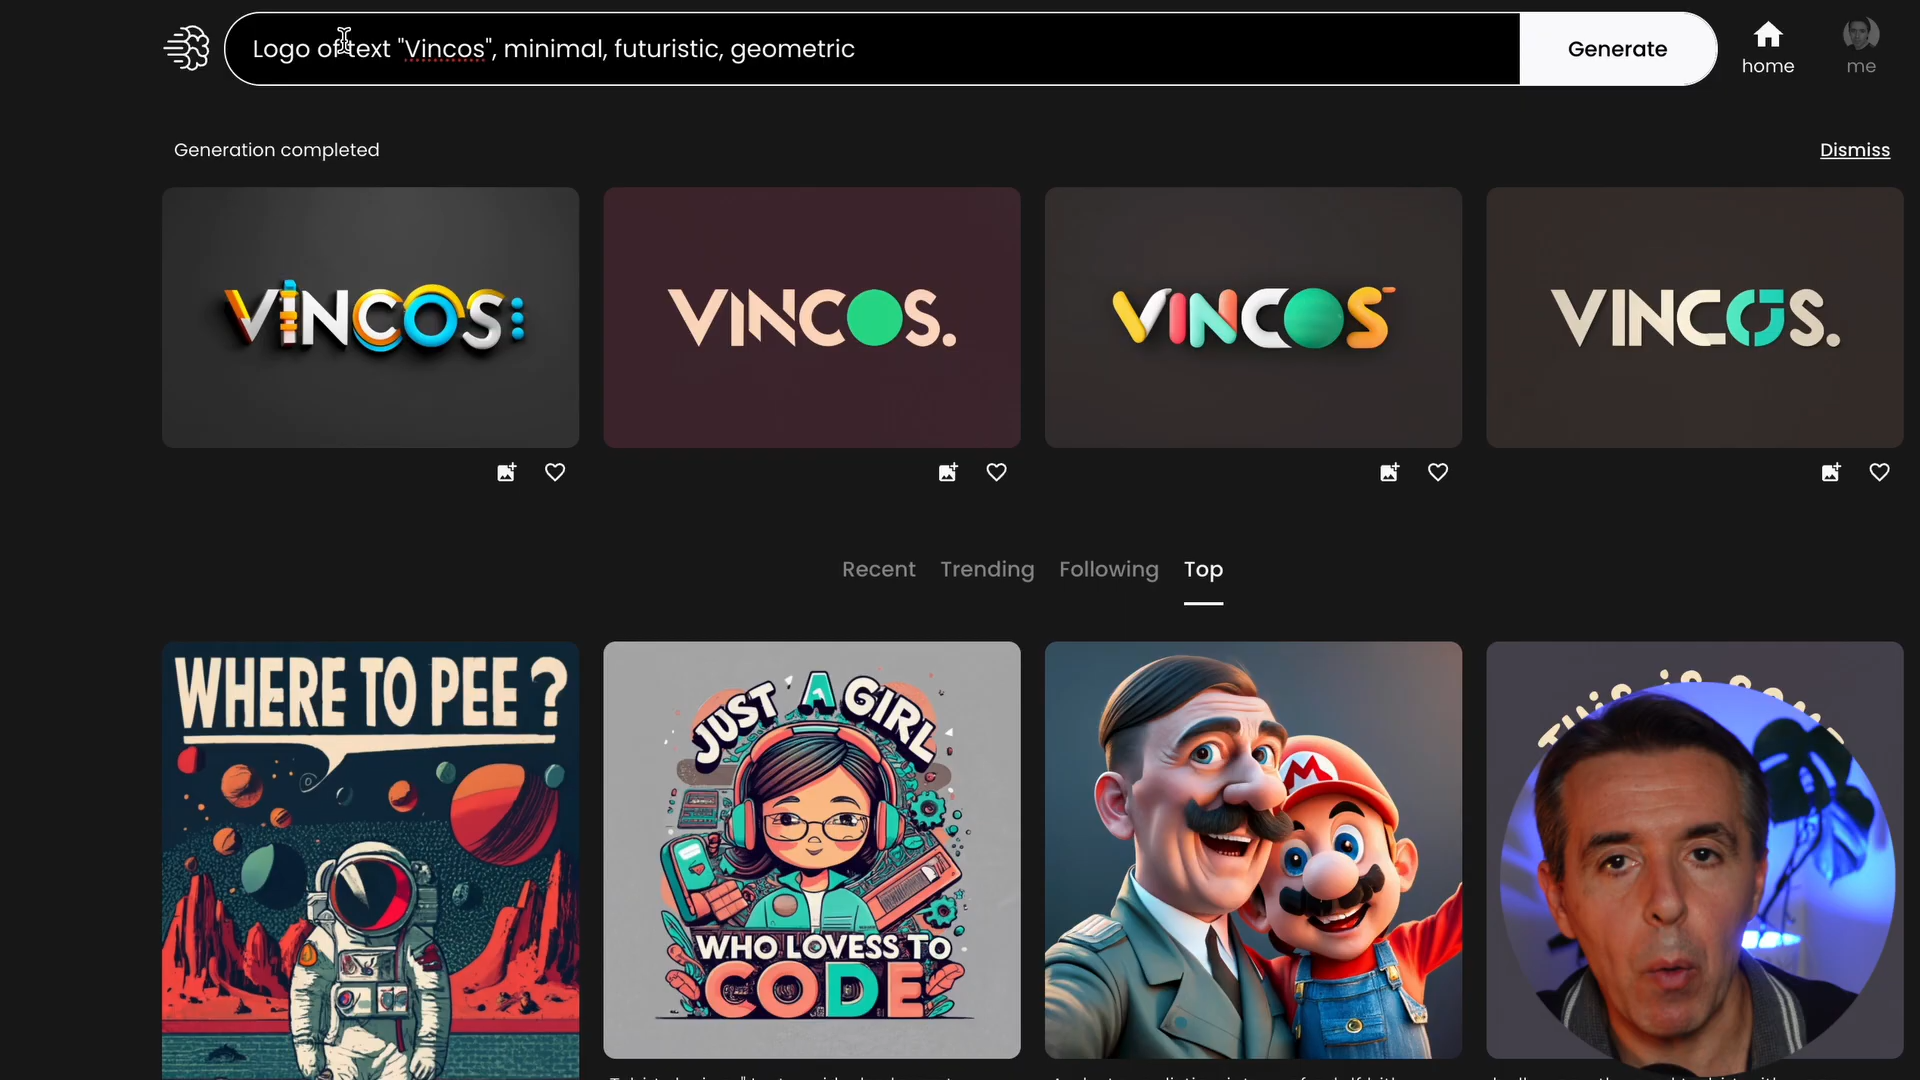 Logo of text "Vincos", minimal, futuristic, geometric
Generate
home
me
Generation completed
Dismiss
VINCOS:
VINCOS.
VINCOS
VINCOS.
Recent
Trending
Following
Top
WHERE TO PEE ?
JUST A GIRL
WHO LOVESS TO
CODE
M